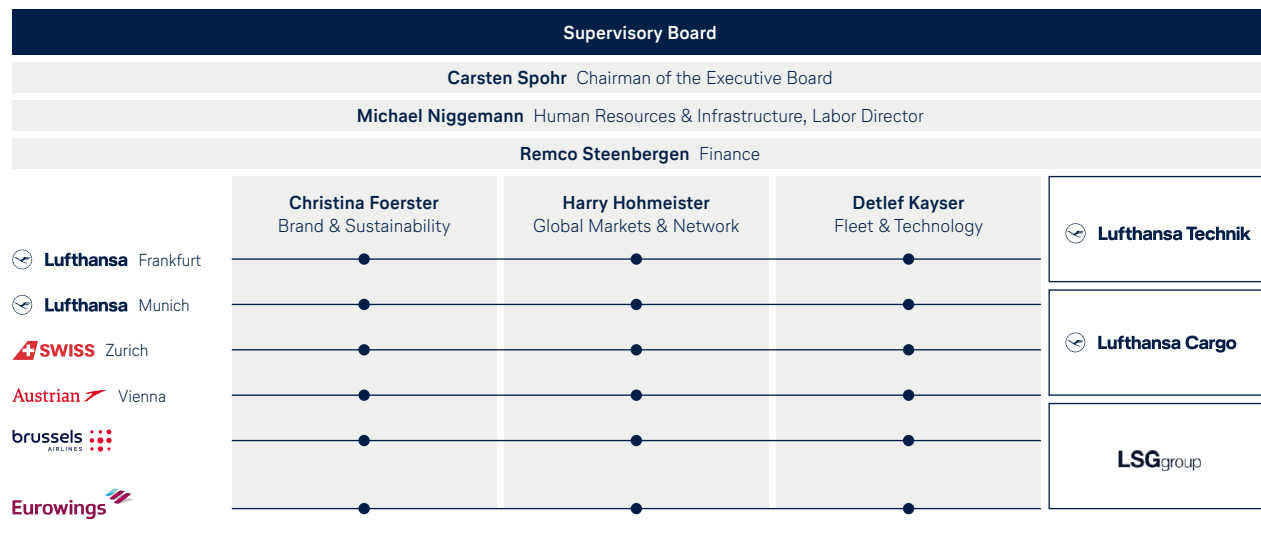 Supervisory Board
Carsten Spohr Chairman of the Executive Board
Michael Niggemann Human Resources & Infrastructure, Labor Director
Remco Steenbergen Finance
Christina Foerster
Brand & Sustainability
Harry Hohmeister
Global Markets & Network
Detlef Kayser
Fleet & Technology
Lufthansa Technik
Lufthansa Frankfurt
Lufthansa Munich
Lufthansa Cargo
SWISS Zurich
Austrian Vienna
brussels
AIRLINES
LSGgroup
Eurowings